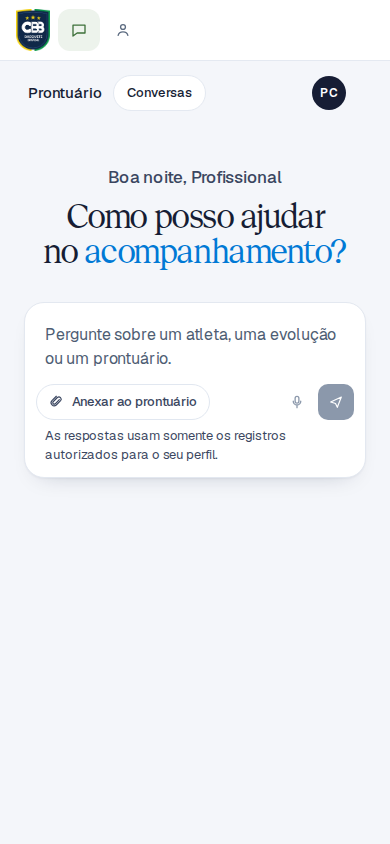 CBB
Prontuário
Conversas
PC
Boa noite, Profissional
Como posso ajudar
no acompanhamento?
Pergunte sobre um atleta, uma evolução
ou um prontuário.
Anexar ao prontuário
As respostas usam somente os registros
autorizados para o seu perfil.